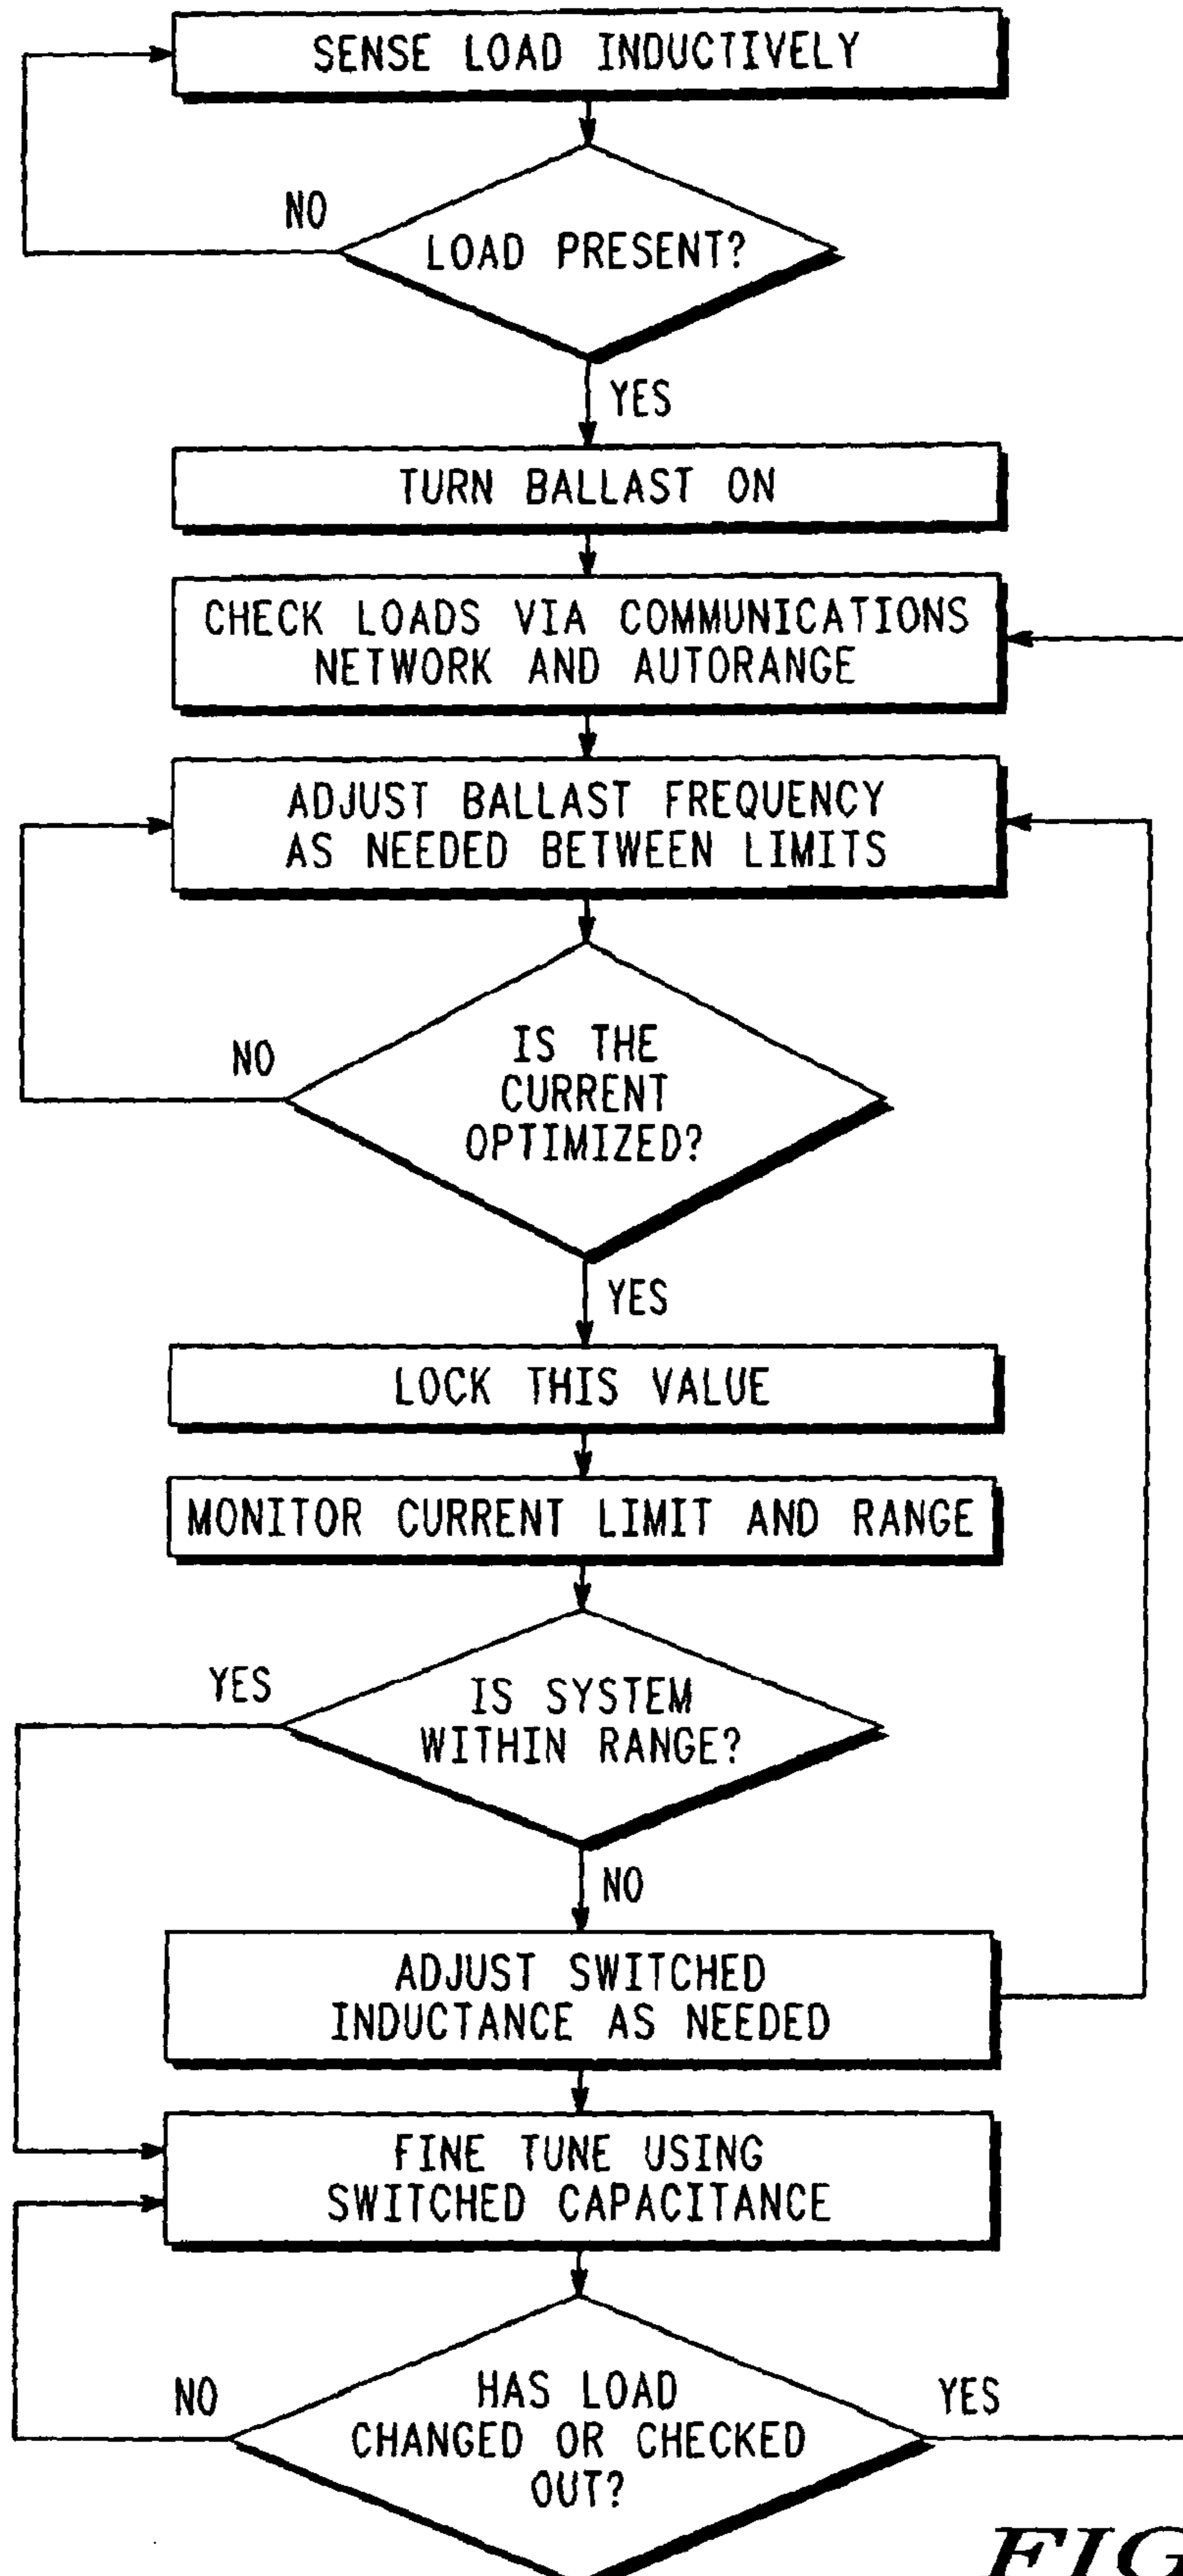 SENSE LOAD INDUCTIVELY
NO
LOAD PRESENT?
YES
TURN BALLAST ON
CHECK LOADS VIA COMMUNICATIONS
NETWORK AND AUTORANGE
ADJUST BALLAST FREQUENCY
AS NEEDED BETWEEN LIMITS
NO
IS THE
CURRENT
OPTIMIZED?
YES
LOCK THIS VALUE
MONITOR CURRENT LIMIT AND RANGE
YES
IS SYSTEM
WITHIN RANGE?
NO
ADJUST SWITCHED
INDUCTANCE AS NEEDED
FINE TUNE USING
SWITCHED CAPACITANCE
NO
HAS LOAD
CHANGED OR CHECKED
OUT?
YES
FIG